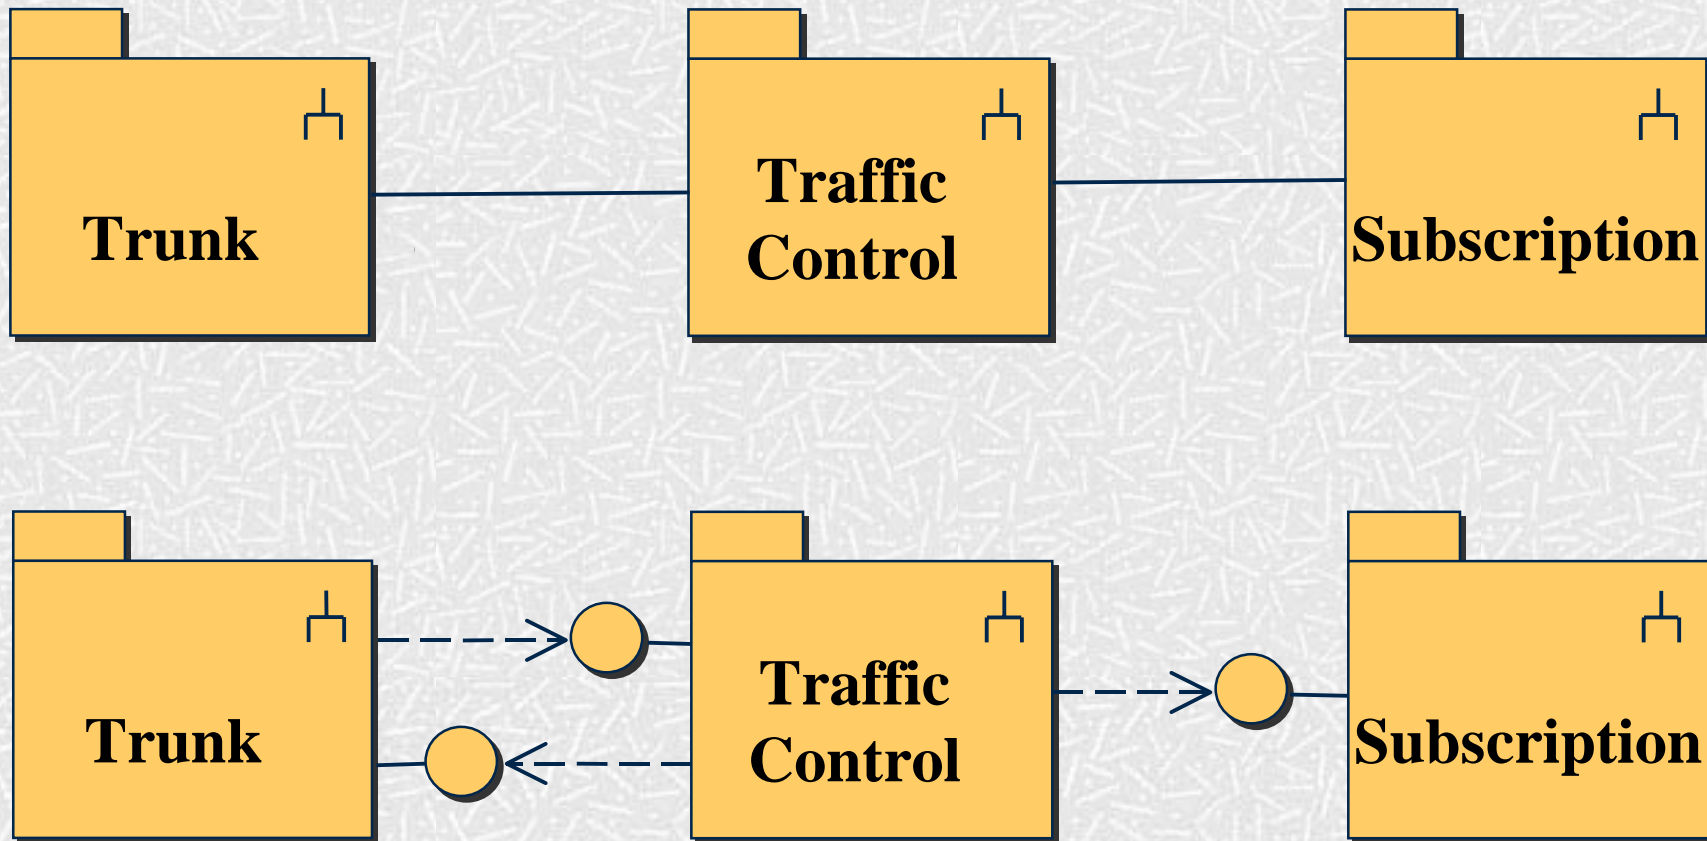 Trunk
Traffic
Control
Subscription
Trunk
Traffic
Control
Subscription